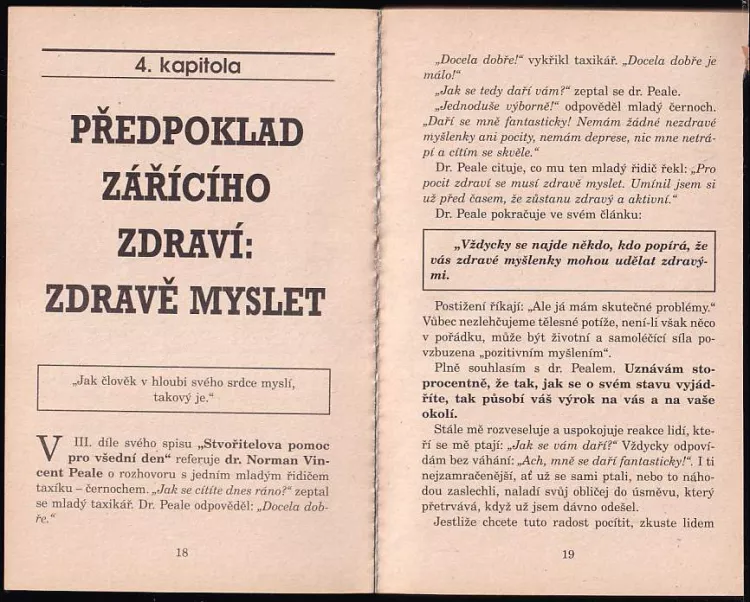 4. kapitola
PŘEDPOKLAD
ZÁŘÍCÍHO
ZDRAVÍ:
ZDRAVĚ MYSLET
„Jak člověk v hloubi svého srdce myslí,
takový je.“
V III. díle svého spisu „Stvořitelova pomoc
pro všední den“ referuje dr. Norman Vin-
cent Peale o rozhovoru s jedním mladým řidičem
taxíku – černochem. „Jak se cítíte dnes ráno?“ zeptal
se mladý taxikář. Dr. Peale odpověděl: „Docela dob-
ře.“
18
„Docela dobře!“ vykřikl taxikář. „Docela dobře je
málo!“
„Jak se tedy daří vám?“ zeptal se dr. Peale.
„Jednoduše výborně!“ odpověděl mladý černoch.
„Daří se mně fantasticky! Nemám žádné nezdravé
myšlenky ani pocity, nemám deprese, nic mne netrá-
pí a cítím se skvěle.“
Dr. Peale cituje, co mu ten mladý řidič řekl: „Pro
pocit zdraví se musí zdravě myslet. Umínil jsem si
už před časem, že zůstanu zdravý a aktivní.“
Dr. Peale pokračuje ve svém článku:
„Vždycky se najde někdo, kdo popírá, že
vás zdravé myšlenky mohou udělat zdravý-
mi.
Postižení říkají: „Ale já mám skutečné problémy.“
Vůbec nezlehčujeme tělesné potíže, není-li však něco
v pořádku, může být životní a samoléčící síla po-
vzbuzena „pozitivním myšlením“.
Plně souhlasím s dr. Pealem. Uznávám sto-
procentně, že tak, jak se o svém stavu vyjád-
říte, tak působí váš výrok na vás a na vaše
okolí.
Stále mě rozveseluje a uspokojuje reakce lidí, kte-
ří se mě ptají: „Jak se vám daří?“ Vždycky odpoví-
dám bez váhání: „Ach, mně se daří fantasticky!“. I ti
nejzamračenější, ať už se sami ptali, nebo to náho-
dou zaslechli, naladí svůj obličej do úsměvu, který
přetrvává, když už jsem dávno odešel.
Jestliže chcete tuto radost pocítit, zkuste lidem
19